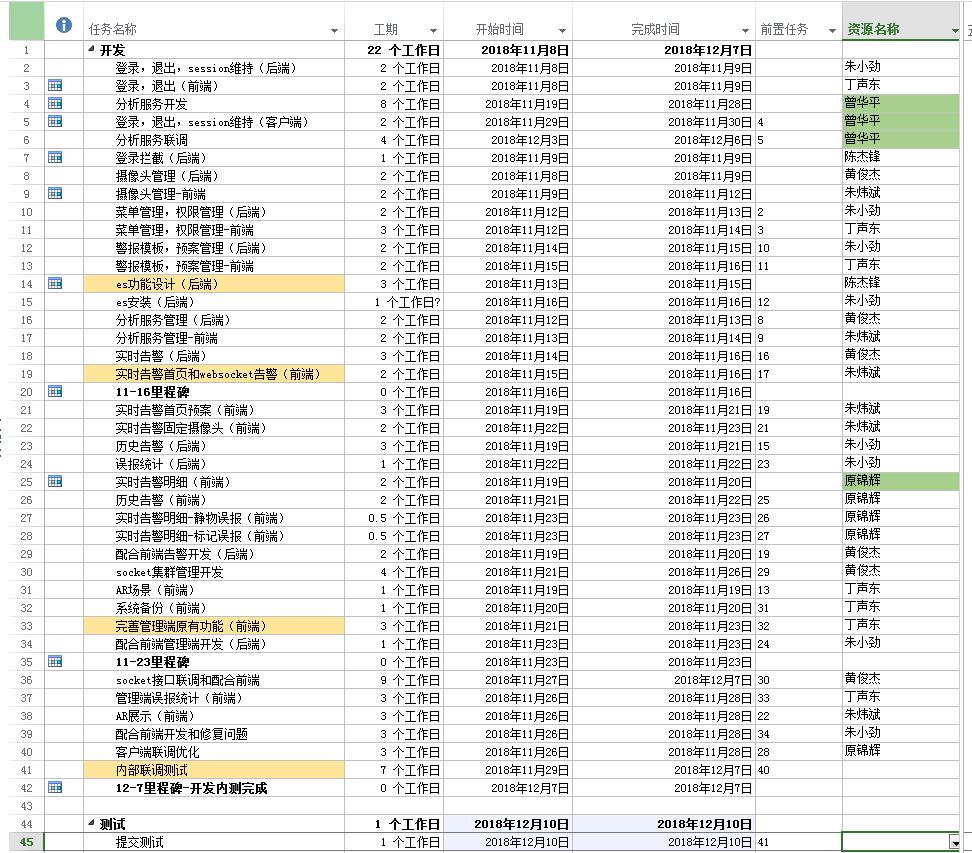 任务名称 工期 开始时间 完成时间 前置任务 资源名称
1 开发 22 个工作日 2018年11月8日 2018年12月7日
2 登录，退出，session维持（后端） 2 个工作日 2018年11月8日 2018年11月9日 朱小劲
3 登录，退出（前端） 2 个工作日 2018年11月8日 2018年11月9日 丁声东
4 分析服务开发 8 个工作日 2018年11月19日 2018年11月28日 曾华平
5 登录，退出，session维持（客户端） 2 个工作日 2018年11月29日 2018年11月30日 4 曾华平
6 分析服务联调 4 个工作日 2018年12月3日 2018年12月6日 5 曾华平
7 登录拦截（后端） 1 个工作日 2018年11月9日 2018年11月9日 陈杰锋
8 摄像头管理（后端） 2 个工作日 2018年11月8日 2018年11月9日 黄俊杰
9 摄像头管理-前端 2 个工作日 2018年11月9日 2018年11月12日 朱炜斌
10 菜单管理，权限管理（后端） 2 个工作日 2018年11月12日 2018年11月13日 2 朱小劲
11 菜单管理，权限管理-前端 3 个工作日 2018年11月12日 2018年11月14日 3 丁声东
12 警报模板，预案管理（后端） 2 个工作日 2018年11月14日 2018年11月15日 10 朱小劲
13 警报模板，预案管理-前端 2 个工作日 2018年11月15日 2018年11月16日 11 丁声东
14 es功能设计（后端） 3 个工作日 2018年11月13日 2018年11月15日 陈杰锋
15 es安装（后端） 1 个工作日? 2018年11月16日 2018年11月16日 12 朱小劲
16 分析服务管理（后端） 2 个工作日 2018年11月12日 2018年11月13日 8 黄俊杰
17 分析服务管理-前端 2 个工作日 2018年11月13日 2018年11月14日 9 朱炜斌
18 实时告警（后端） 3 个工作日 2018年11月14日 2018年11月16日 16 黄俊杰
19 实时告警首页和websocket告警（前端） 2 个工作日 2018年11月15日 2018年11月16日 17 朱炜斌
20 11-16里程碑 0 个工作日 2018年11月16日 2018年11月16日
21 实时告警首页预案（前端） 3 个工作日 2018年11月19日 2018年11月21日 19 朱炜斌
22 实时告警固定摄像头（前端） 2 个工作日 2018年11月22日 2018年11月23日 21 朱炜斌
23 历史告警（后端） 3 个工作日 2018年11月19日 2018年11月21日 15 朱小劲
24 误报统计（后端） 1 个工作日 2018年11月22日 2018年11月22日 23 朱小劲
25 实时告警明细（前端） 2 个工作日 2018年11月19日 2018年11月20日 原锦辉
26 历史告警（前端） 2 个工作日 2018年11月21日 2018年11月22日 25 原锦辉
27 实时告警明细-静物误报（前端） 0.5 个工作日 2018年11月23日 2018年11月23日 26 原锦辉
28 实时告警明细-标记误报（前端） 0.5 个工作日 2018年11月23日 2018年11月23日 27 原锦辉
29 配合前端告警开发（后端） 2 个工作日 2018年11月19日 2018年11月20日 19 黄俊杰
30 socket集群管理开发 4 个工作日 2018年11月21日 2018年11月26日 29 黄俊杰
31 AR场景（前端） 1 个工作日 2018年11月19日 2018年11月19日 13 丁声东
32 系统备份（前端） 1 个工作日 2018年11月20日 2018年11月20日 31 丁声东
33 完善管理端原有功能（前端） 3 个工作日 2018年11月21日 2018年11月23日 32 丁声东
34 配合前端管理端开发（后端） 1 个工作日 2018年11月23日 2018年11月23日 24 朱小劲
35 11-23里程碑 0 个工作日 2018年11月23日 2018年11月23日
36 socket接口联调和配合前端 9 个工作日 2018年11月27日 2018年12月7日 30 黄俊杰
37 管理端误报统计（前端） 3 个工作日 2018年11月26日 2018年11月28日 33 丁声东
38 AR展示（前端） 3 个工作日 2018年11月26日 2018年11月28日 22 朱炜斌
39 配合前端开发和修复问题 3 个工作日 2018年11月26日 2018年11月28日 34 朱小劲
40 客户端联调优化 3 个工作日 2018年11月26日 2018年11月28日 28 原锦辉
41 内部联调测试 7 个工作日 2018年11月29日 2018年12月7日 40
42 12-7里程碑-开发内测完成 0 个工作日 2018年12月7日 2018年12月7日
43
44 测试 1 个工作日 2018年12月10日 2018年12月10日
45 提交测试 1 个工作日 2018年12月10日 2018年12月10日 41